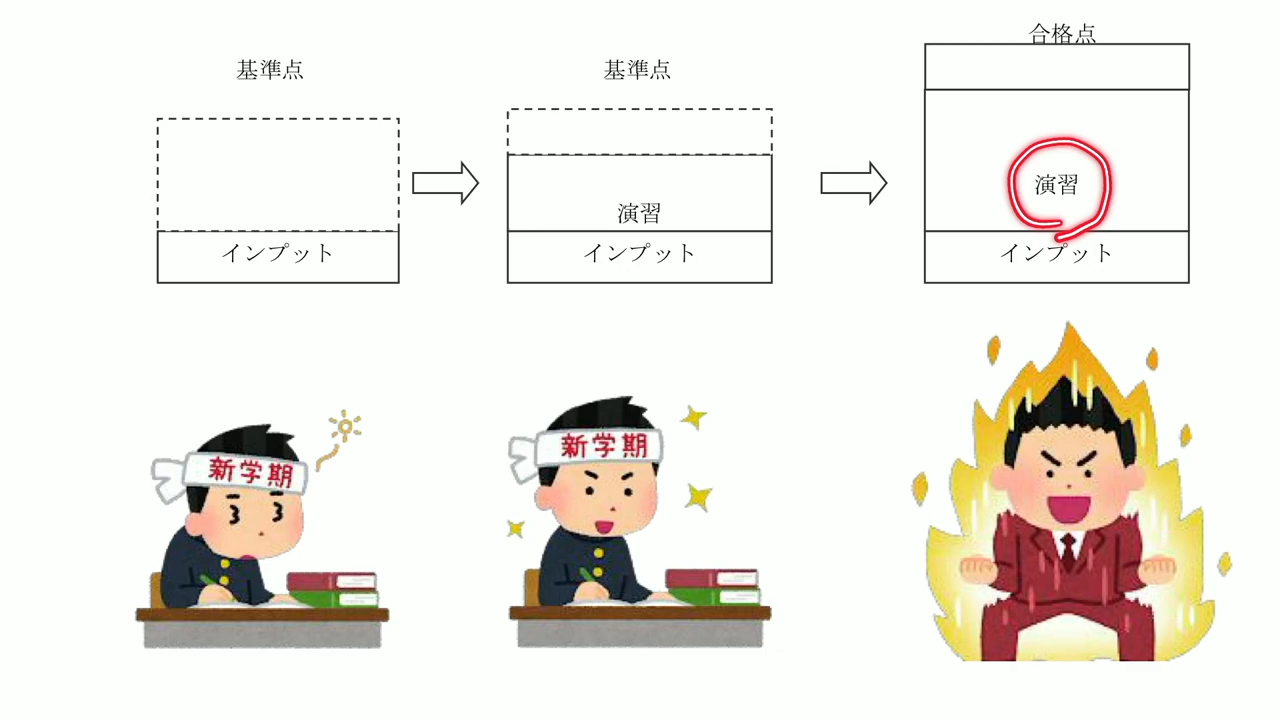 基準点
インプット
基準点
演習
インプット
合格点
演習
インプット
新学期
新学期